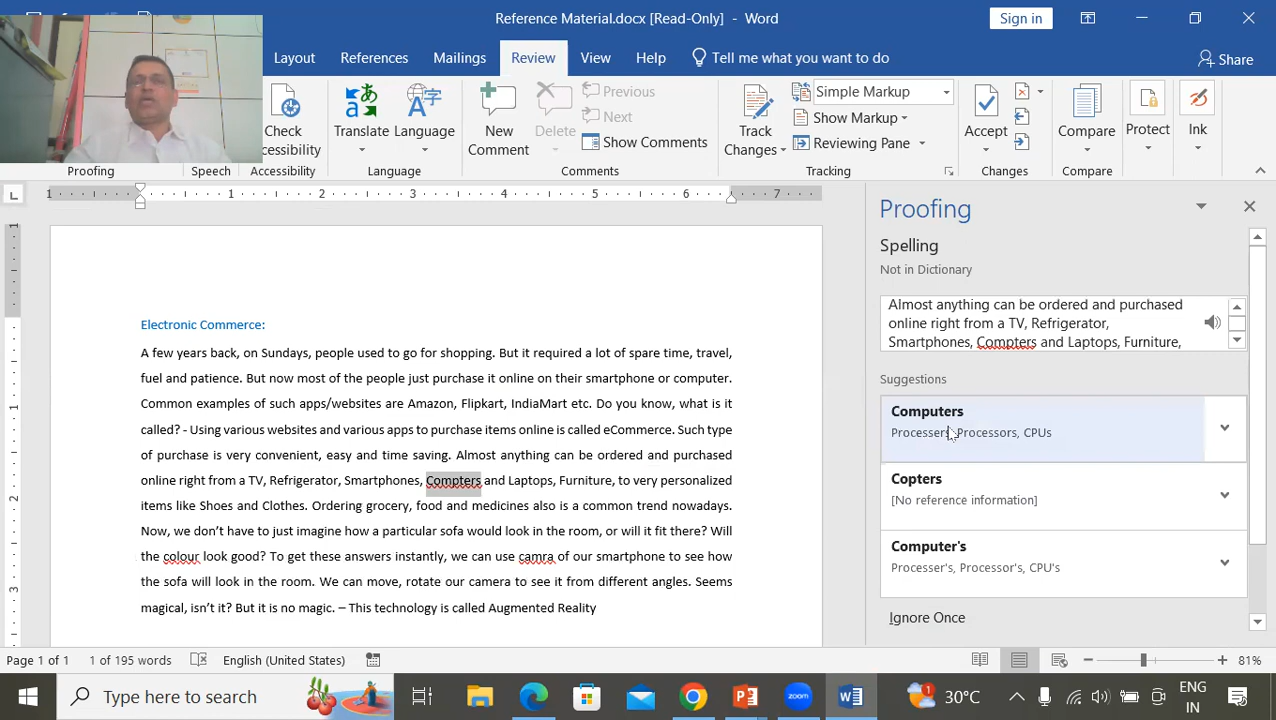 Reference Material.docx [Read-Only] - Word
Sign in
Layout References Mailings Review View Help Tell me what you want to do Share
Check
Accessibility
Translate
Language
New
Comment
Delete
Previous
Next
Show Comments
Track
Changes
Simple Markup
Show Markup
Reviewing Pane
Accept
Compare
Protect
Ink
Proofing Speech Accessibility Language Comments Tracking Changes Compare
1 1 2 3 4 5 6 7
Electronic Commerce:
A few years back, on Sundays, people used to go for shopping. But it required a lot of spare time, travel,
fuel and patience. But now most of the people just purchase it online on their smartphone or computer.
Common examples of such apps/websites are Amazon, Flipkart, IndiaMart etc. Do you know, what is it
called? - Using various websites and various apps to purchase items online is called eCommerce. Such type
of purchase is very convenient, easy and time saving. Almost anything can be ordered and purchased
online right from a TV, Refrigerator, Smartphones, Compters and Laptops, Furniture, to very personalized
items like Shoes and Clothes. Ordering grocery, food and medicines also is a common trend nowadays.
Now, we don't have to just imagine how a particular sofa would look in the room, or will it fit there? Will
the colour look good? To get these answers instantly, we can use camra of our smartphone to see how
the sofa will look in the room. We can move, rotate our camera to see it from different angles. Seems
magical, isn't it? But it is no magic. – This technology is called Augmented Reality
Proofing
Spelling
Not in Dictionary
Almost anything can be ordered and purchased
online right from a TV, Refrigerator,
Smartphones, Compters and Laptops, Furniture,
Suggestions
Computers
Processers, Processors, CPUs
Copters
[No reference information]
Computer's
Processer's, Processor's, CPU's
Ignore Once
Page 1 of 1 1 of 195 words English (United States) 81%
Type here to search
zoom
30°C
ENG
IN